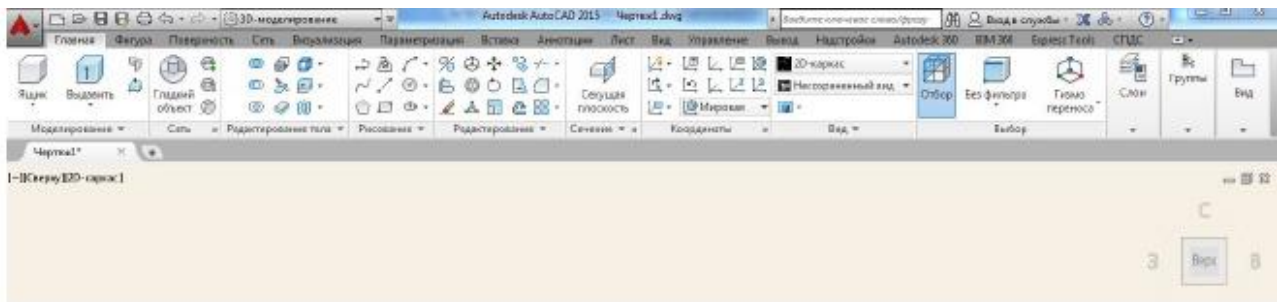 3D-моделирование Autodesk AutoCAD 2015 Чертеж1.dwg Введите ключевое слово/фразу Вход в службы
Главная Фигура Поверхность Сеть Визуализация Параметризация Вставка Аннотации Лист Вид Управление Вывод Надстройки Autodesk 360 BIM 360 Express Tools СПДС
Ящик Выдавить Гладкий объект Секущая плоскость Мировая 2D-каркас Несохраненный вид Отбор Без фильтра Гизмо переноса Слои Группы Вид
Моделирование Сеть Редактирование тела Рисование Редактирование Сечение Координаты Вид Выбор
Чертеж1*
[–][Сверху][2D-каркас]
С
З Верх В